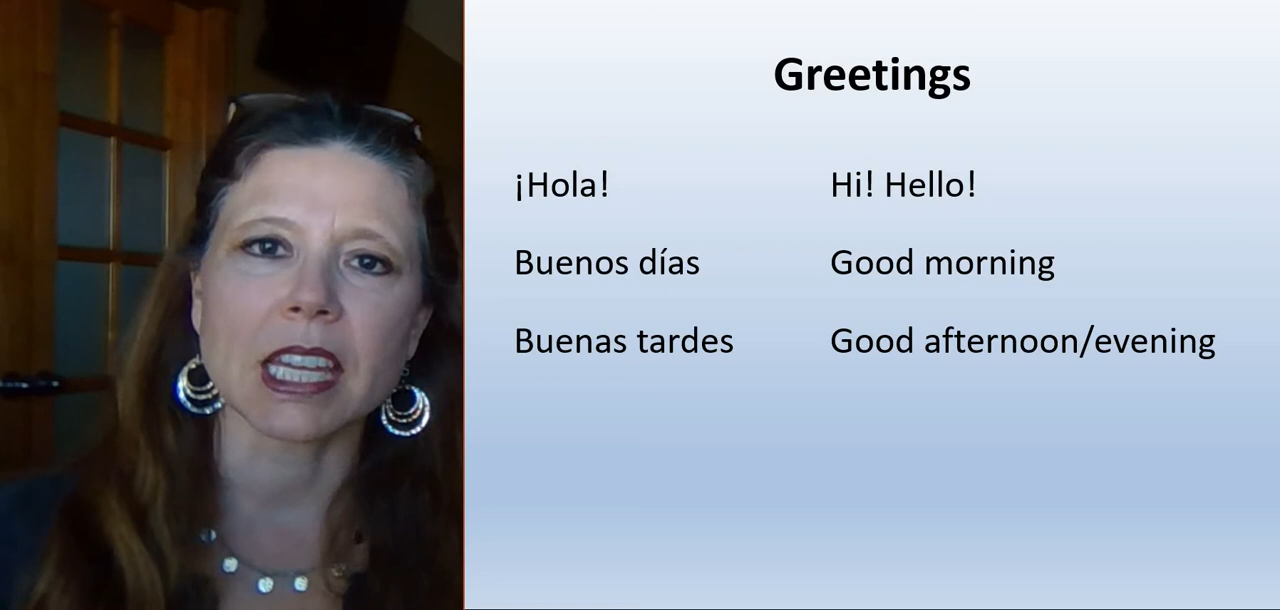 Greetings
¡Hola! Hi! Hello!
Buenos días Good morning
Buenas tardes Good afternoon/evening